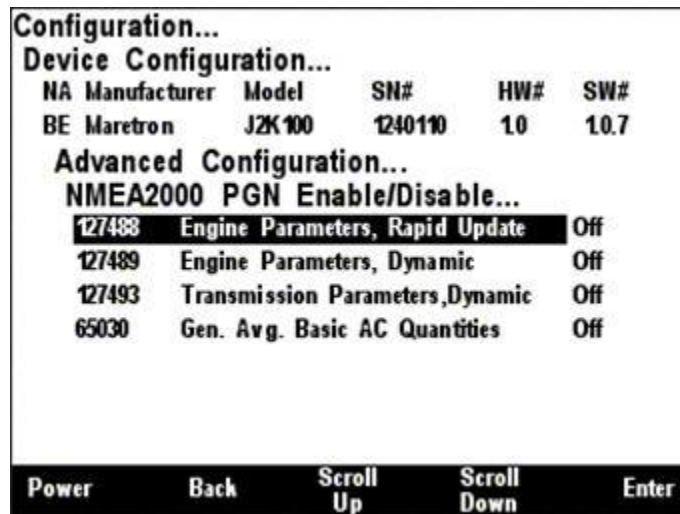 Configuration...
Device Configuration...
NA Manufacturer Model SN# HW# SW#
BE Maretron J2K100 1240110 1.0 1.0.7
Advanced Configuration...
NMEA2000 PGN Enable/Disable...
127488 Engine Parameters, Rapid Update Off
127489 Engine Parameters, Dynamic Off
127493 Transmission Parameters,Dynamic Off
65030 Gen. Avg. Basic AC Quantities Off
Power Back Scroll Up Scroll Down Enter